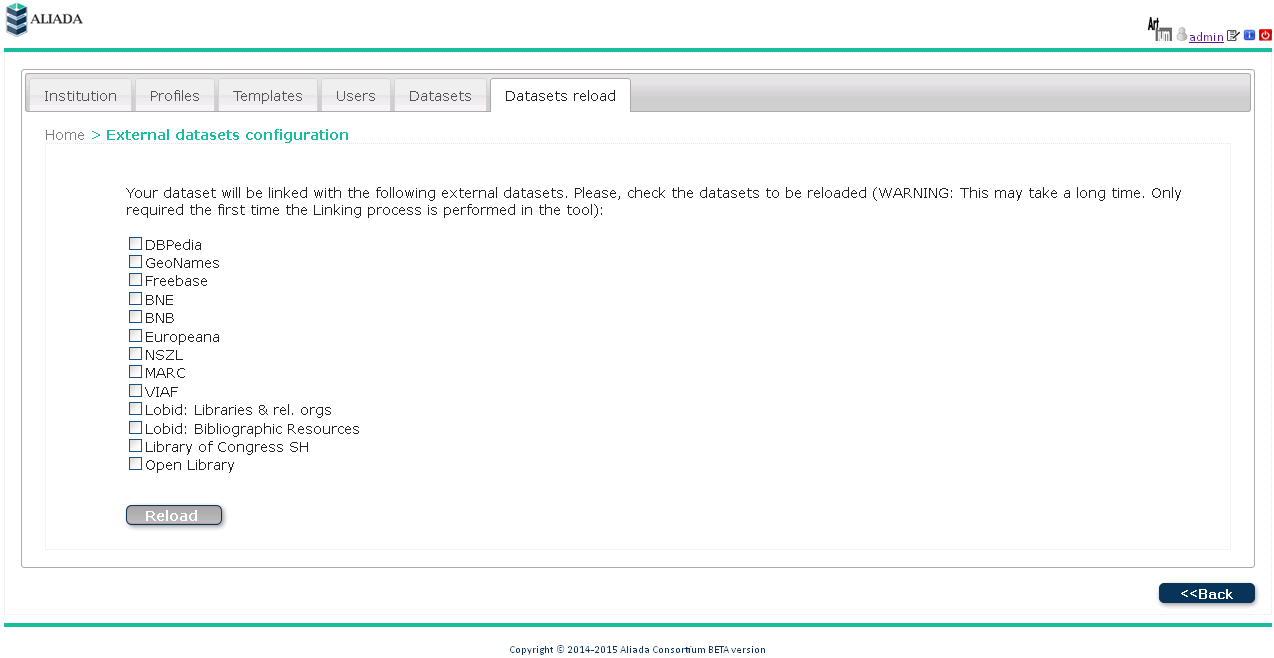 ALIADA
Artium
admin
Institution Profiles Templates Users Datasets Datasets reload
Home > External datasets configuration
Your dataset will be linked with the following external datasets. Please, check the datasets to be reloaded (WARNING: This may take a long time. Only
required the first time the Linking process is performed in the tool):
DBPedia
GeoNames
Freebase
BNE
BNB
Europeana
NSZL
MARC
VIAF
Lobid: Libraries & rel. orgs
Lobid: Bibliographic Resources
Library of Congress SH
Open Library
Reload
<<Back
Copyright © 2014-2015 Aliada Consortium BETA version